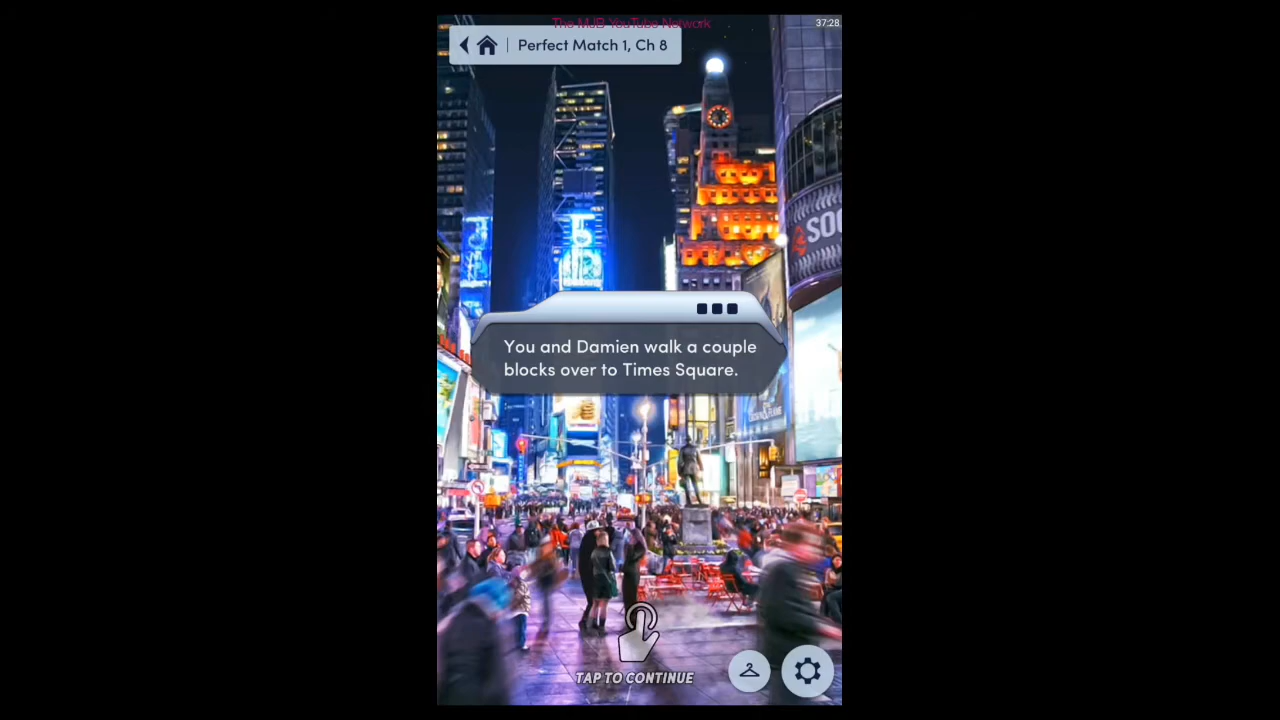 The MJB YouTube Network
37:28
Perfect Match 1, Ch 8
SOC
You and Damien walk a couple
blocks over to Times Square.
TAP TO CONTINUE